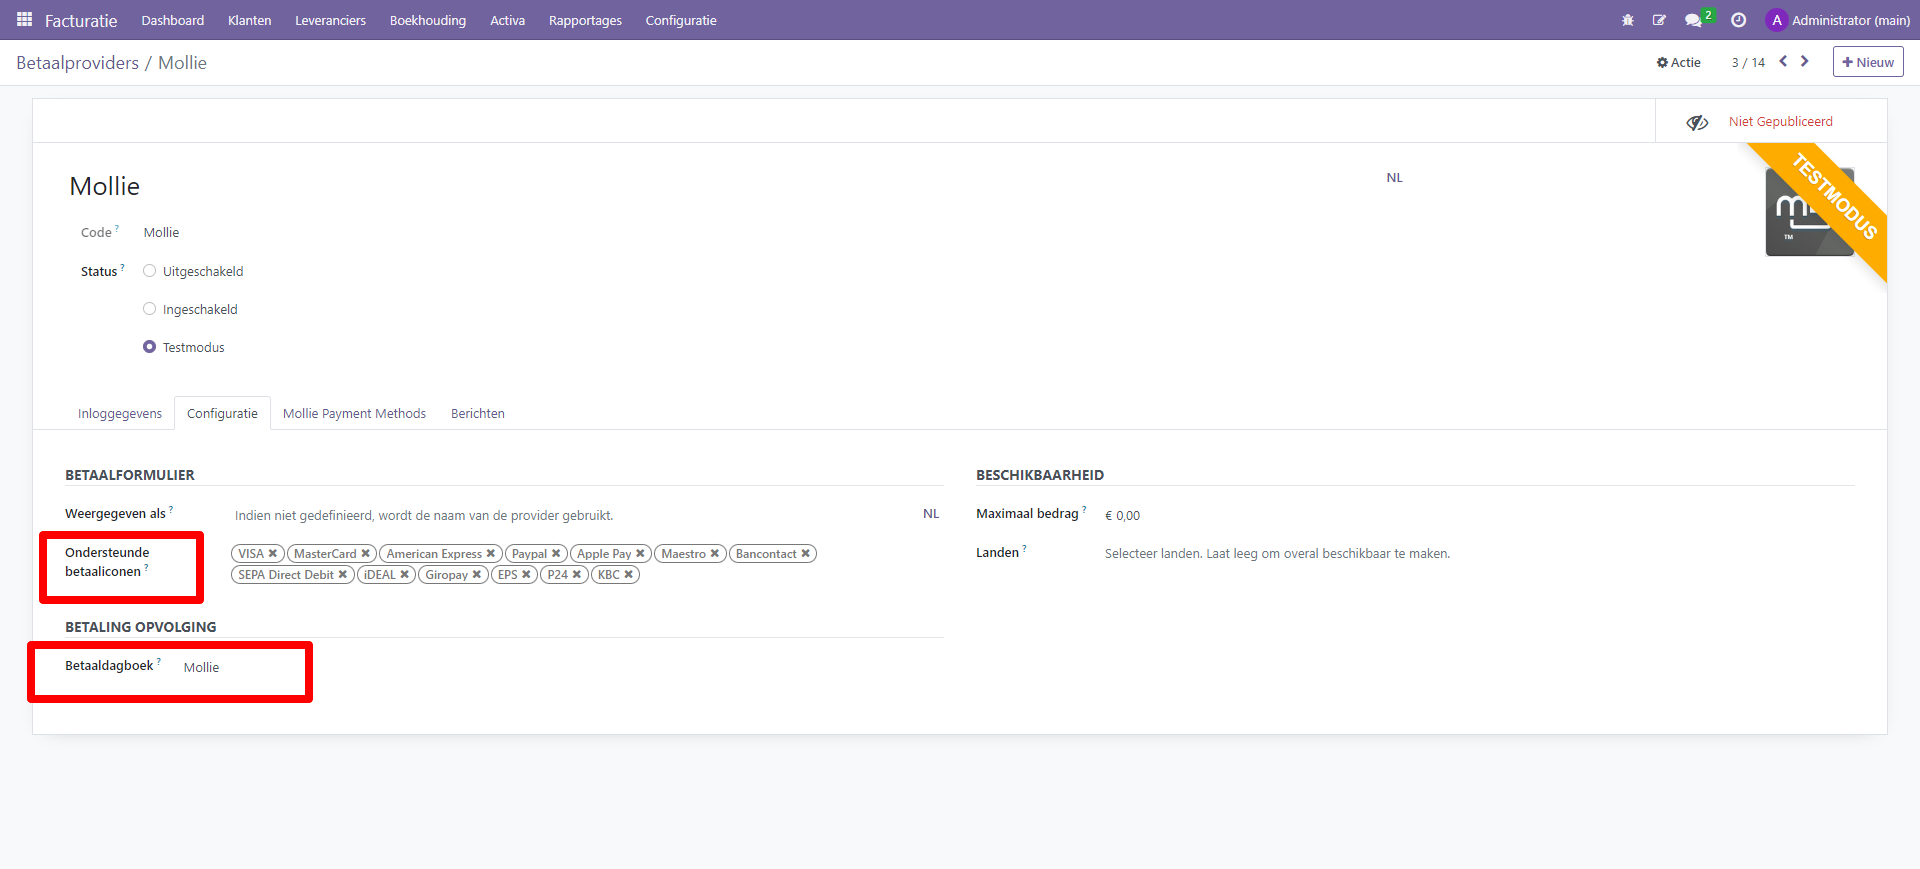 Facturatie Dashboard Klanten Leveranciers Boekhouding Activa Rapportages Configuratie 2 A Administrator (main)
Betaalproviders / Mollie Actie 3 / 14 Nieuw
Niet Gepubliceerd
TESTMODUS
Mollie NL
TM
Code ? Mollie
Status ? Uitgeschakeld
Ingeschakeld
Testmodus
Inloggegevens Configuratie Mollie Payment Methods Berichten
BETAALFORMULIER
Weergegeven als ? Indien niet gedefinieerd, wordt de naam van de provider gebruikt. NL
Ondersteunde betaaliconen ?
VISA MasterCard American Express Paypal Apple Pay Maestro Bancontact
SEPA Direct Debit iDEAL Giropay EPS P24 KBC
BETALING OPVOLGING
Betaaldagboek ? Mollie
BESCHIKBAARHEID
Maximaal bedrag ? € 0,00
Landen ? Selecteer landen. Laat leeg om overal beschikbaar te maken.